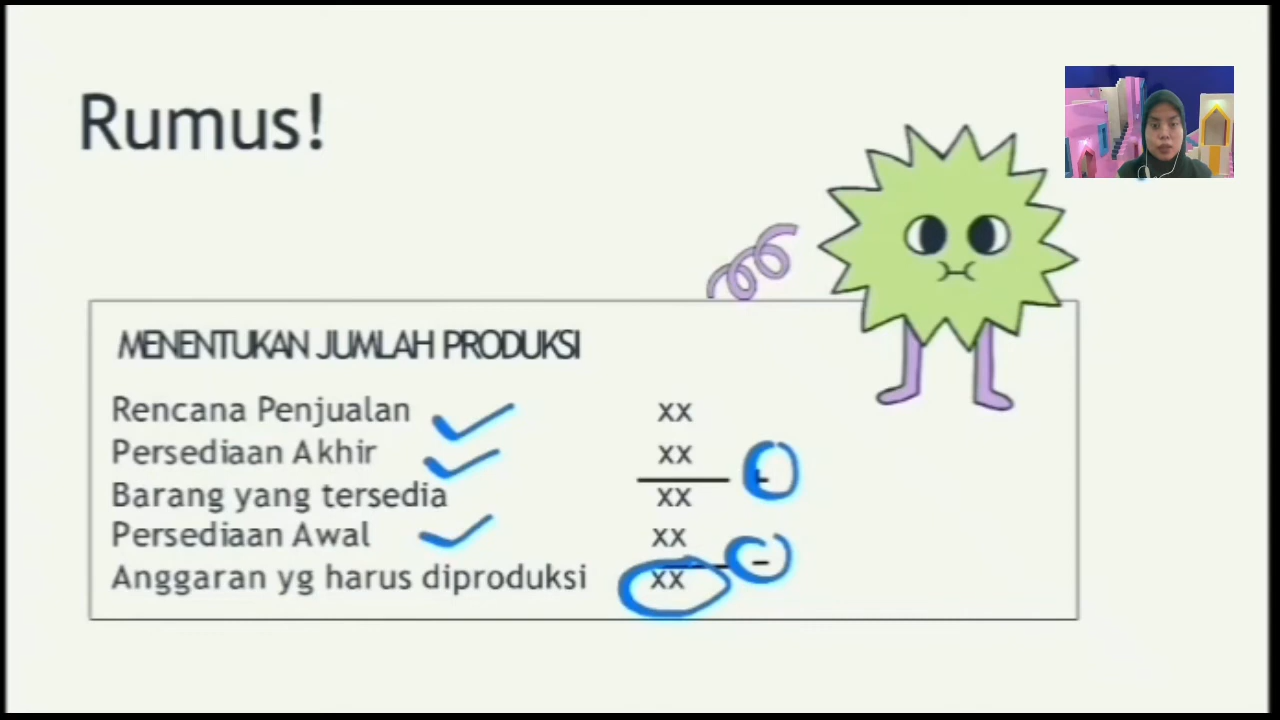 Rumus!
MENENTUKAN JUMLAH PRODUKSI
Rencana Penjualan xx
Persediaan Akhir xx
+
Barang yang tersedia xx
Persediaan Awal xx
-
Anggaran yg harus diproduksi xx